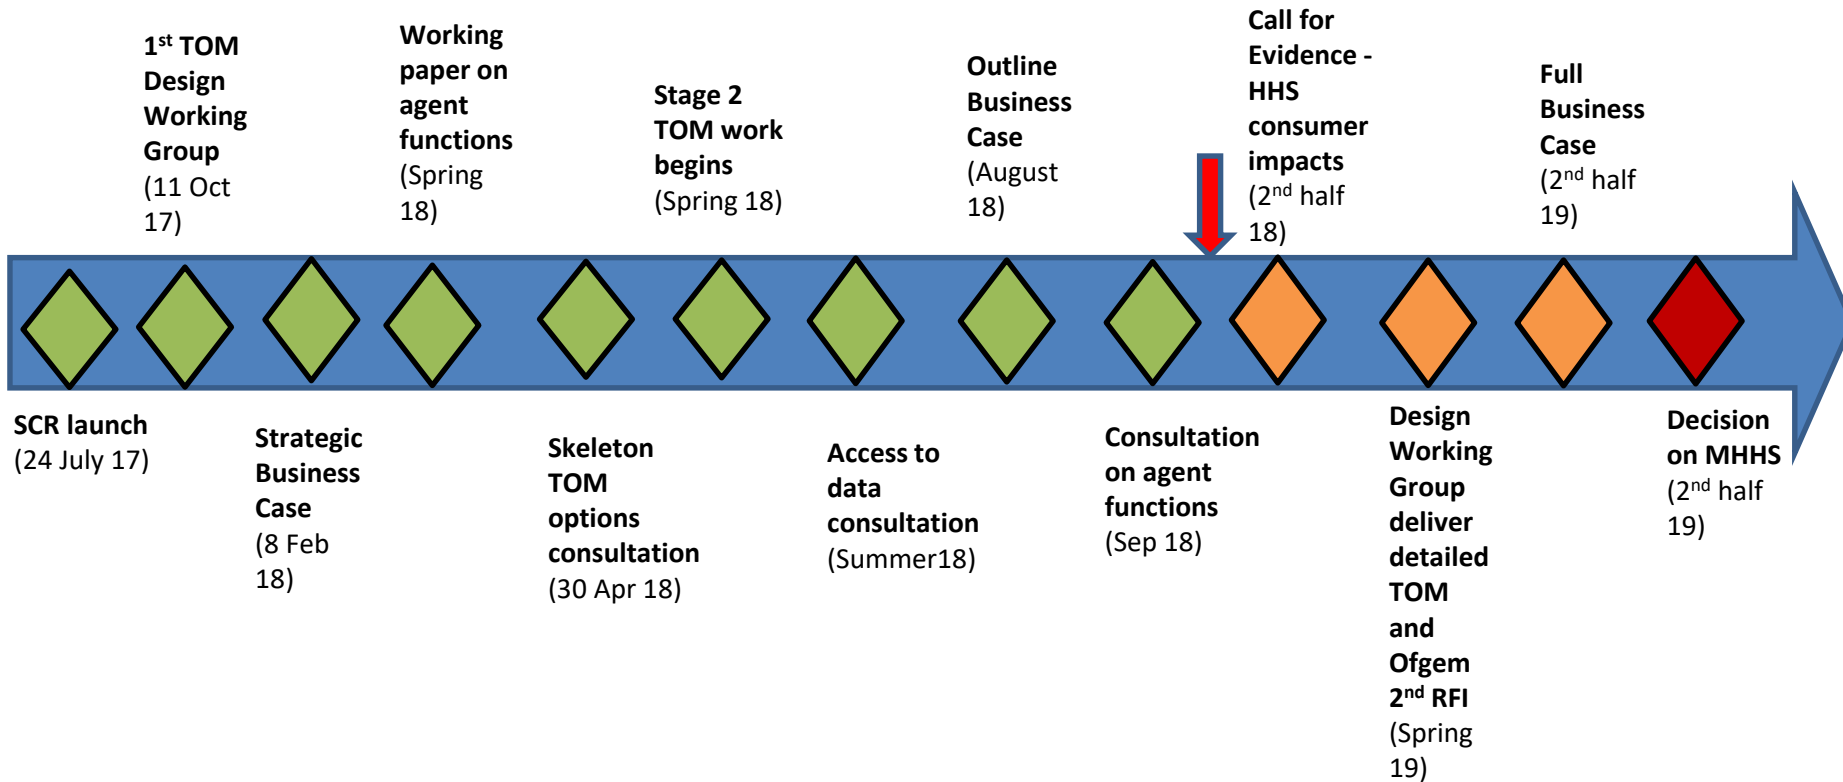 1st TOM
Design
Working
Group
(11 Oct
17)
Working
paper on
agent
functions
(Spring
18)
Stage 2
TOM work
begins
(Spring 18)
Outline
Business
Case
(August
18)
Call for
Evidence -
HHS
consumer
impacts
(2nd half
18)
Full
Business
Case
(2nd half
19)
SCR launch
(24 July 17)
Strategic
Business
Case
(8 Feb
18)
Skeleton
TOM
options
consultation
(30 Apr 18)
Access to
data
consultation
(Summer18)
Consultation
on agent
functions
(Sep 18)
Design
Working
Group
deliver
detailed
TOM
and
Ofgem
2nd RFI
(Spring
19)
Decision
on MHHS
(2nd half
19)